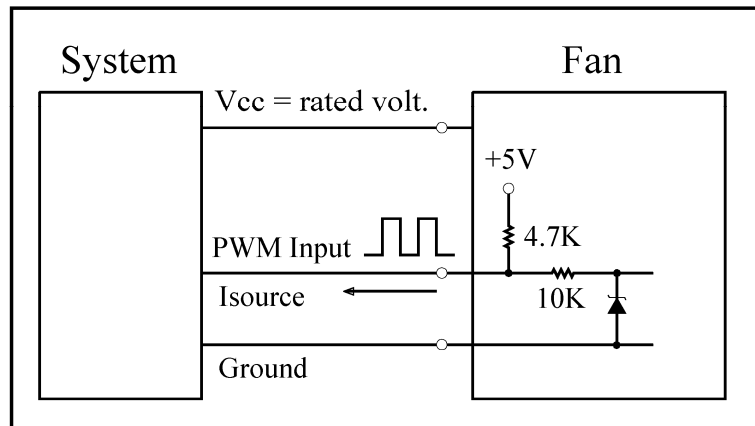 System
Fan
Vcc = rated volt.
+5V
4.7K
PWM Input
10K
Isource
Ground